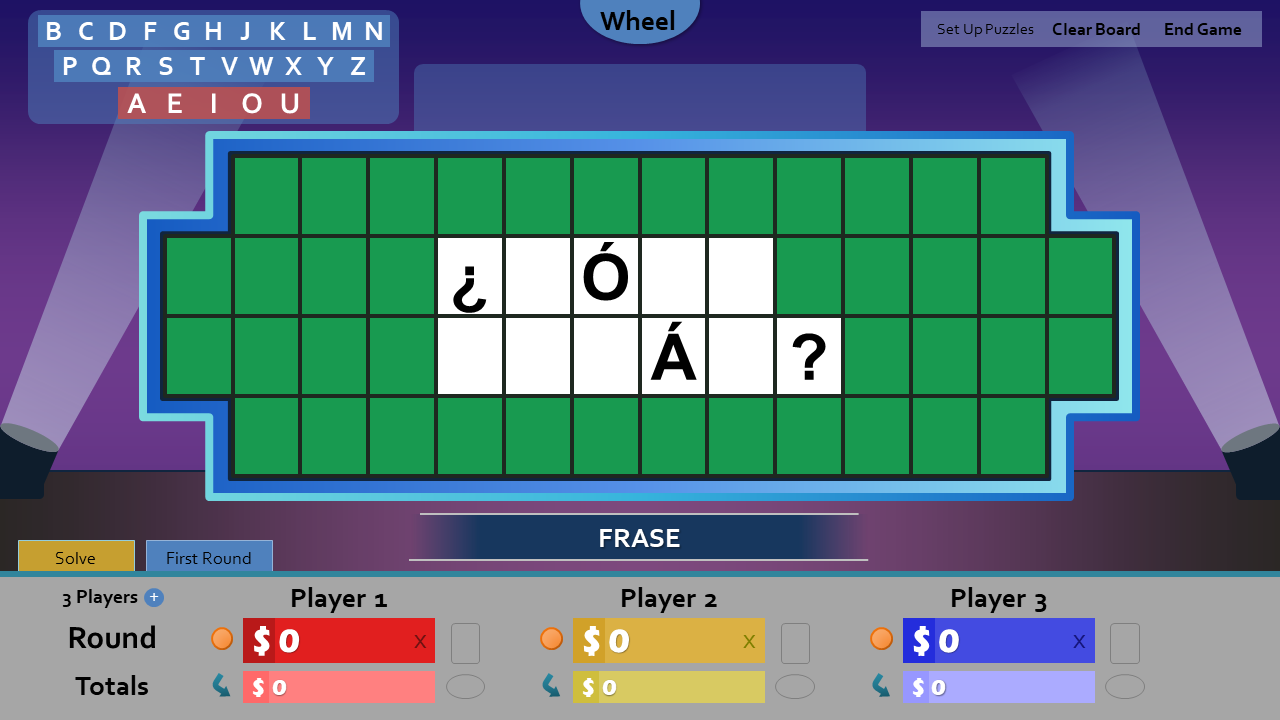 B C D F G H J K L M N
P Q R S T V W X Y Z
A E I O U
Wheel
Set Up Puzzles Clear Board End Game
¿ Ó
Á ?
FRASE
Solve First Round
3 Players + Player 1 Player 2 Player 3
Round $ 0 x $ 0 x $ 0 x
Totals $ 0 $ 0 $ 0